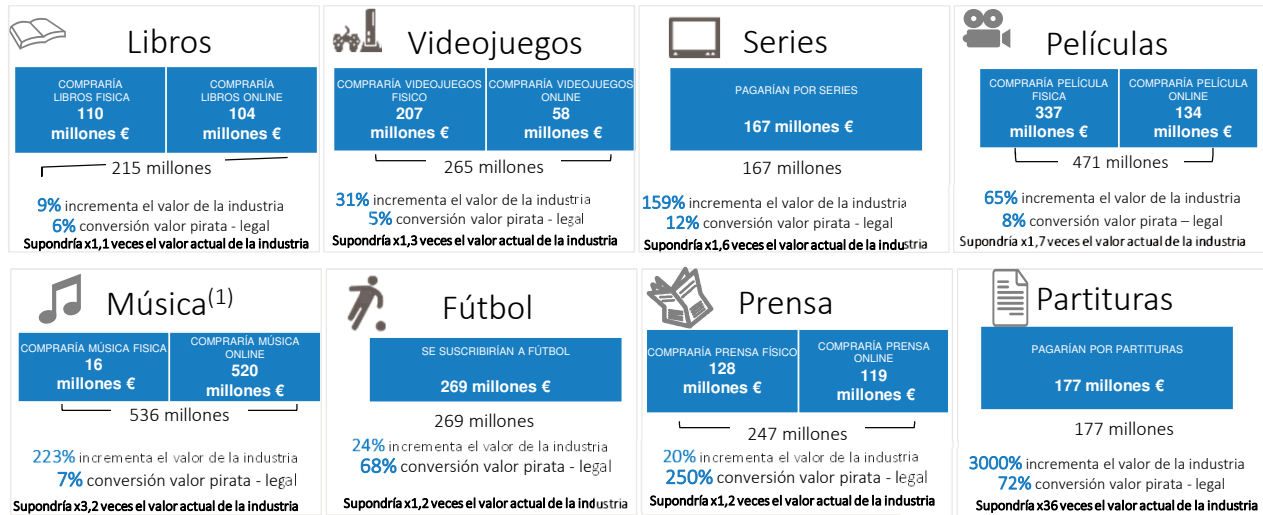 Libros
COMPRARÍA
LIBROS FISICA
110
millones €
COMPRARÍA
LIBROS ONLINE
104
millones €
215 millones
9% incrementa el valor de la industria
6% conversión valor pirata - legal
Supondría x1,1 veces el valor actual de la industria
Videojuegos
COMPRARÍA VIDEOJUEGOS
FISICO
207
millones €
COMPRARÍA VIDEOJUEGOS
ONLINE
58
millones €
265 millones
31% incrementa el valor de la industria
5% conversión valor pirata - legal
Supondría x1,3 veces el valor actual de la industria
Series
PAGARÍAN POR SERIES
167 millones €
167 millones
159% incrementa el valor de la industria
12% conversión valor pirata - legal
Supondría x1,6 veces el valor actual de la industria
Películas
COMPRARÍA PELÍCULA
FISICA
337
millones €
COMPRARÍA PELÍCULA
ONLINE
134
millones €
471 millones
65% incrementa el valor de la industria
8% conversión valor pirata – legal
Supondría x1,7 veces el valor actual de la industria
Música(1)
COMPRARÍA MÚSICA FISICA
16
millones €
COMPRARÍA MÚSICA
ONLINE
520
millones €
536 millones
223% incrementa el valor de la industria
7% conversión valor pirata - legal
Supondría x3,2 veces el valor actual de la industria
Fútbol
SE SUSCRIBIRÍAN A FÚTBOL
269 millones €
269 millones
24% incrementa el valor de la industria
68% conversión valor pirata - legal
Supondría x1,2 veces el valor actual de la industria
Prensa
COMPRARÍA PRENSA FÍSICO
128
millones €
COMPRARÍA PRENSA
ONLINE
119
millones €
247 millones
20% incrementa el valor de la industria
250% conversión valor pirata - legal
Supondría x1,2 veces el valor actual de la industria
Partituras
PAGARÍAN POR PARTITURAS
177 millones €
177 millones
3000% incrementa el valor de la industria
72% conversión valor pirata - legal
Supondría x36 veces el valor actual de la industria